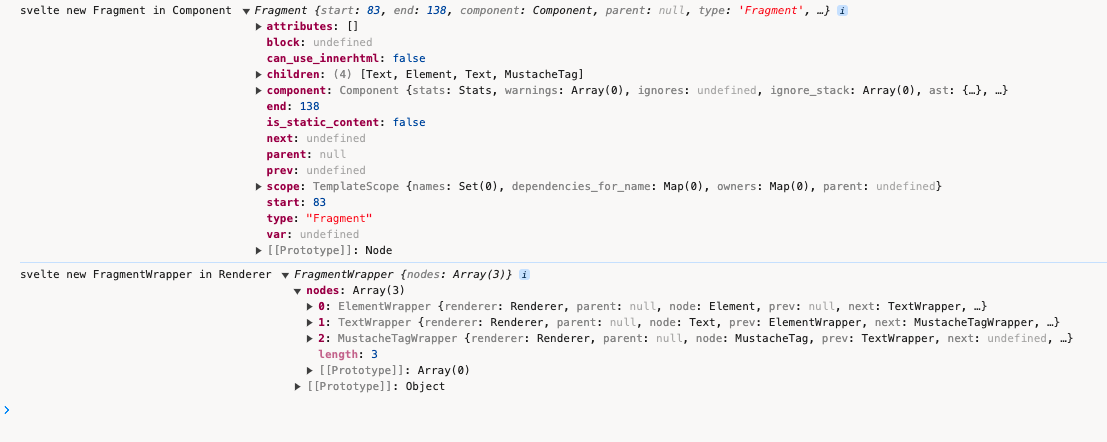 svelte new Fragment in Component ▼ Fragment {start: 83, end: 138, component: Component, parent: null, type: 'Fragment', …} i
▶ attributes: []
block: undefined
can_use_innerhtml: false
▶ children: (4) [Text, Element, Text, MustacheTag]
▶ component: Component {stats: Stats, warnings: Array(0), ignores: undefined, ignore_stack: Array(0), ast: {…}, …}
end: 138
is_static_content: false
next: undefined
parent: null
prev: undefined
▶ scope: TemplateScope {names: Set(0), dependencies_for_name: Map(0), owners: Map(0), parent: undefined}
start: 83
type: "Fragment"
var: undefined
▶ [[Prototype]]: Node
svelte new FragmentWrapper in Renderer ▼ FragmentWrapper {nodes: Array(3)} i
▼ nodes: Array(3)
▶ 0: ElementWrapper {renderer: Renderer, parent: null, node: Element, prev: null, next: TextWrapper, …}
▶ 1: TextWrapper {renderer: Renderer, parent: null, node: Text, prev: ElementWrapper, next: MustacheTagWrapper, …}
▶ 2: MustacheTagWrapper {renderer: Renderer, parent: null, node: MustacheTag, prev: TextWrapper, next: undefined, …}
length: 3
▶ [[Prototype]]: Array(0)
▶ [[Prototype]]: Object